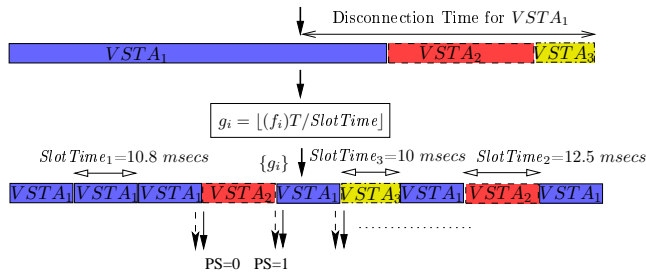 Disconnection Time for VSTA₁
VSTA₁ VSTA₂ VSTA₃
gᵢ = ⌊(fᵢ)T/SlotTime⌋
SlotTime₁=10.8 msecs {gᵢ} SlotTime₃=10 msecs SlotTime₂=12.5 msecs
VSTA₁ VSTA₁ VSTA₁ VSTA₂ VSTA₁ VSTA₃ VSTA₁ VSTA₂ VSTA₁
PS=0 PS=1